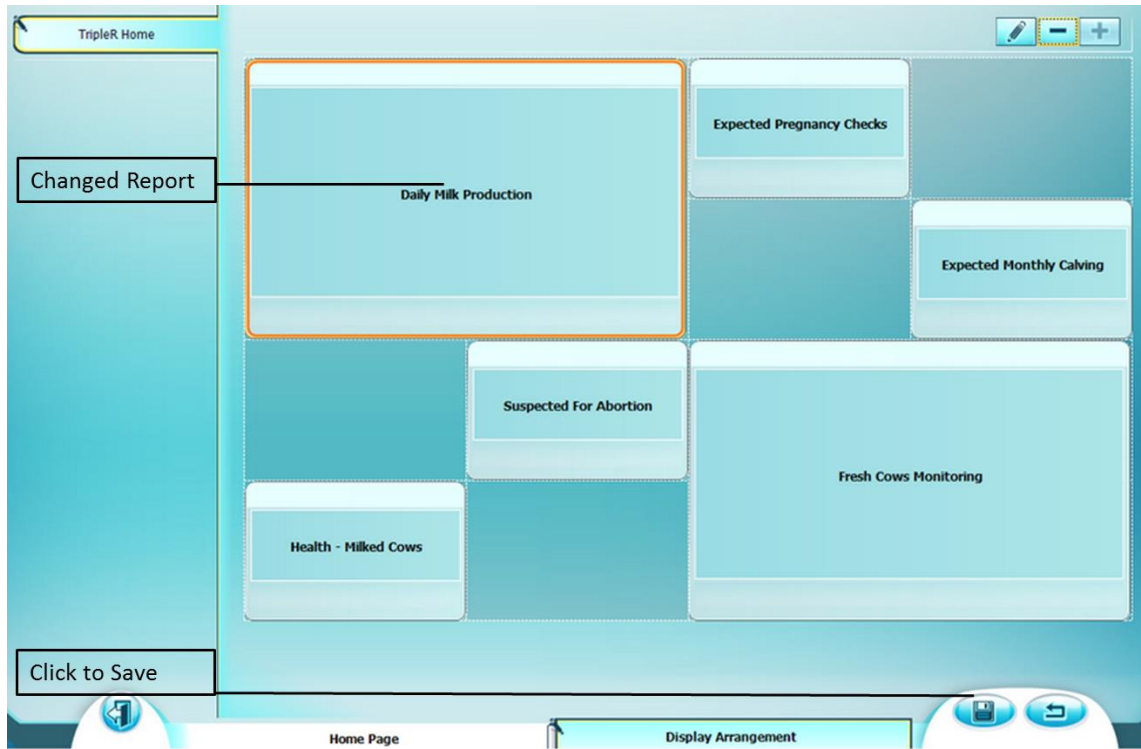 TripleR Home
Expected Pregnancy Checks
Changed Report
Daily Milk Production
Expected Monthly Calving
Suspected For Abortion
Fresh Cows Monitoring
Health - Milked Cows
Click to Save
Home Page
Display Arrangement